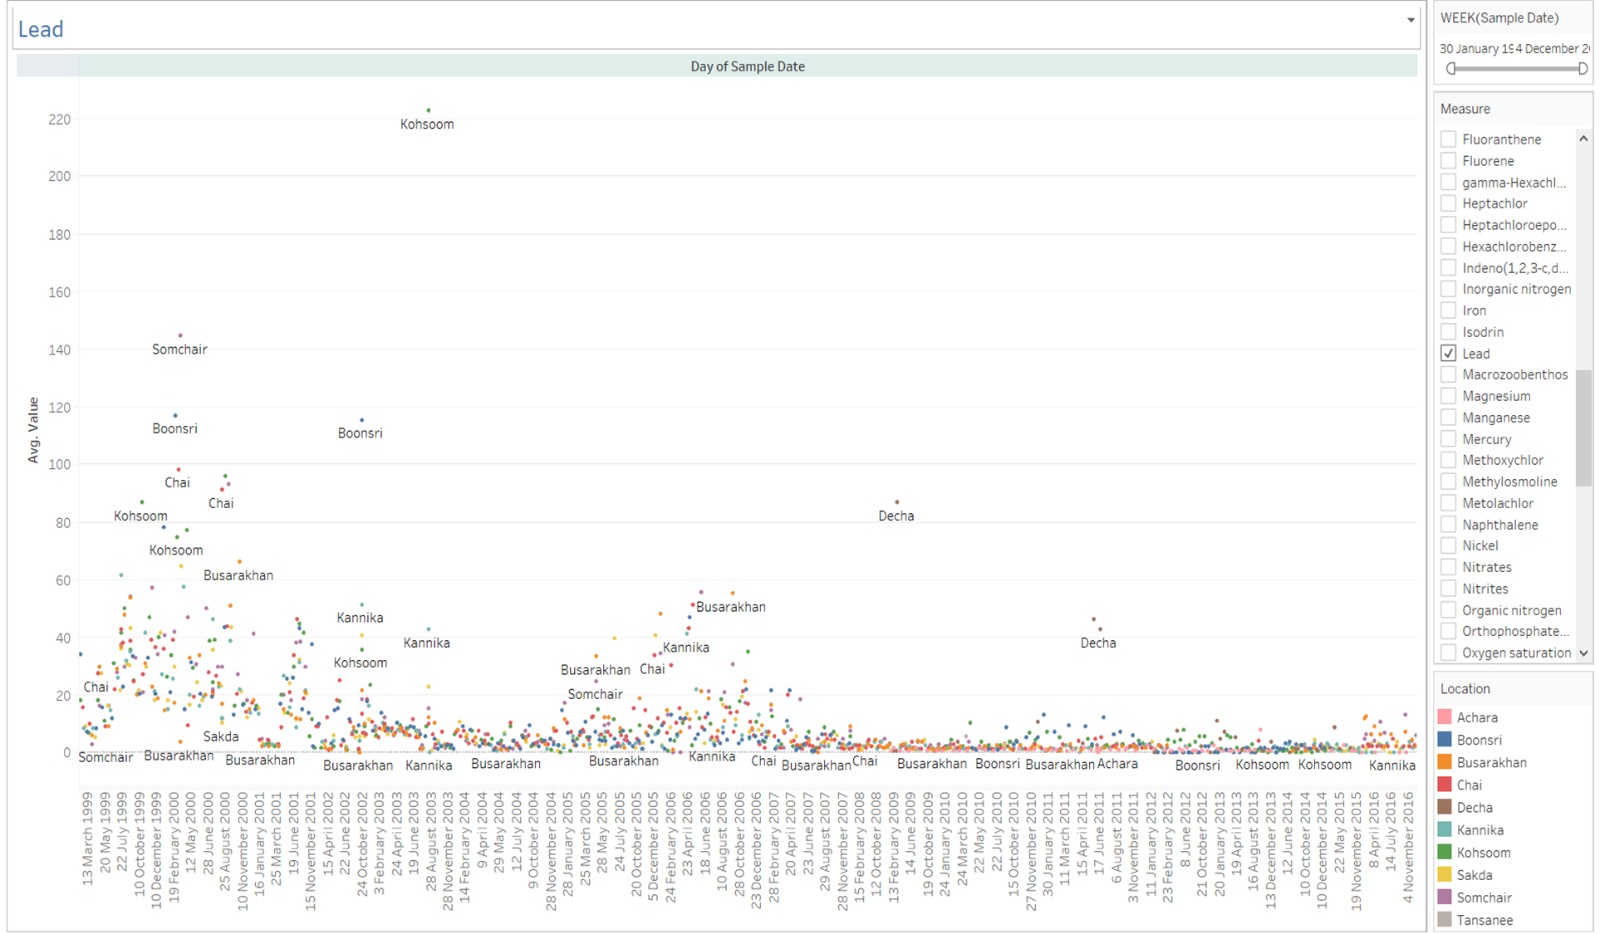 Lead
Day of Sample Date
Avg. Value
220
200
180
160
140
120
100
80
60
40
20
0
Kohsoom
Somchair
Boonsri
Boonsri
Chai
Chai
Kohsoom
Decha
Kohsoom
Busarakhan
Kannika
Busarakhan
Kannika
Decha
Kannika
Kohsoom
Busarakhan
Chai
Chai
Somchair
Sakda
Somchair
Busarakhan
Busarakhan
Busarakhan
Kannika
Busarakhan
Busarakhan
Kannika
Chai
Busarakhan
Chai
Busarakhan
Boonsri
Busarakhan
Achara
Boonsri
Kohsoom
Kohsoom
Kannika
13 March 1999
20 May 1999
22 July 1999
10 October 1999
10 December 1999
19 February 2000
12 May 2000
28 June 2000
25 August 2000
10 November 2000
16 January 2001
25 March 2001
19 June 2001
15 November 2001
15 April 2002
22 June 2002
24 October 2002
3 February 2003
24 April 2003
19 June 2003
28 August 2003
28 November 2003
14 February 2004
9 April 2004
29 May 2004
12 July 2004
9 October 2004
28 November 2004
28 January 2005
25 March 2005
28 May 2005
24 July 2005
20 October 2005
5 December 2005
24 February 2006
23 April 2006
18 June 2006
10 August 2006
28 October 2006
23 December 2006
28 February 2007
20 April 2007
23 June 2007
29 August 2007
28 November 2007
15 February 2008
12 October 2008
13 February 2009
14 June 2009
19 October 2009
24 January 2010
24 March 2010
22 May 2010
20 July 2010
15 October 2010
27 November 2010
30 January 2011
11 March 2011
15 April 2011
17 June 2011
6 August 2011
3 November 2011
11 January 2012
23 February 2012
8 June 2012
21 October 2012
20 January 2013
19 April 2013
16 August 2013
13 December 2013
12 June 2014
10 October 2014
10 December 2014
22 May 2015
19 November 2015
8 April 2016
14 July 2016
4 November 2016
WEEK(Sample Date)
30 January 19
4 December 2
Measure
Fluoranthene
Fluorene
gamma-Hexachl...
Heptachlor
Heptachloroepo...
Hexachlorobenz...
Indeno(1,2,3-c,d...
Inorganic nitrogen
Iron
Isodrin
Lead
Macrozoobenthos
Magnesium
Manganese
Mercury
Methoxychlor
Methylosmoline
Metolachlor
Naphthalene
Nickel
Nitrates
Nitrites
Organic nitrogen
Orthophosphate...
Oxygen saturation
Location
Achara
Boonsri
Busarakhan
Chai
Decha
Kannika
Kohsoom
Sakda
Somchair
Tansanee